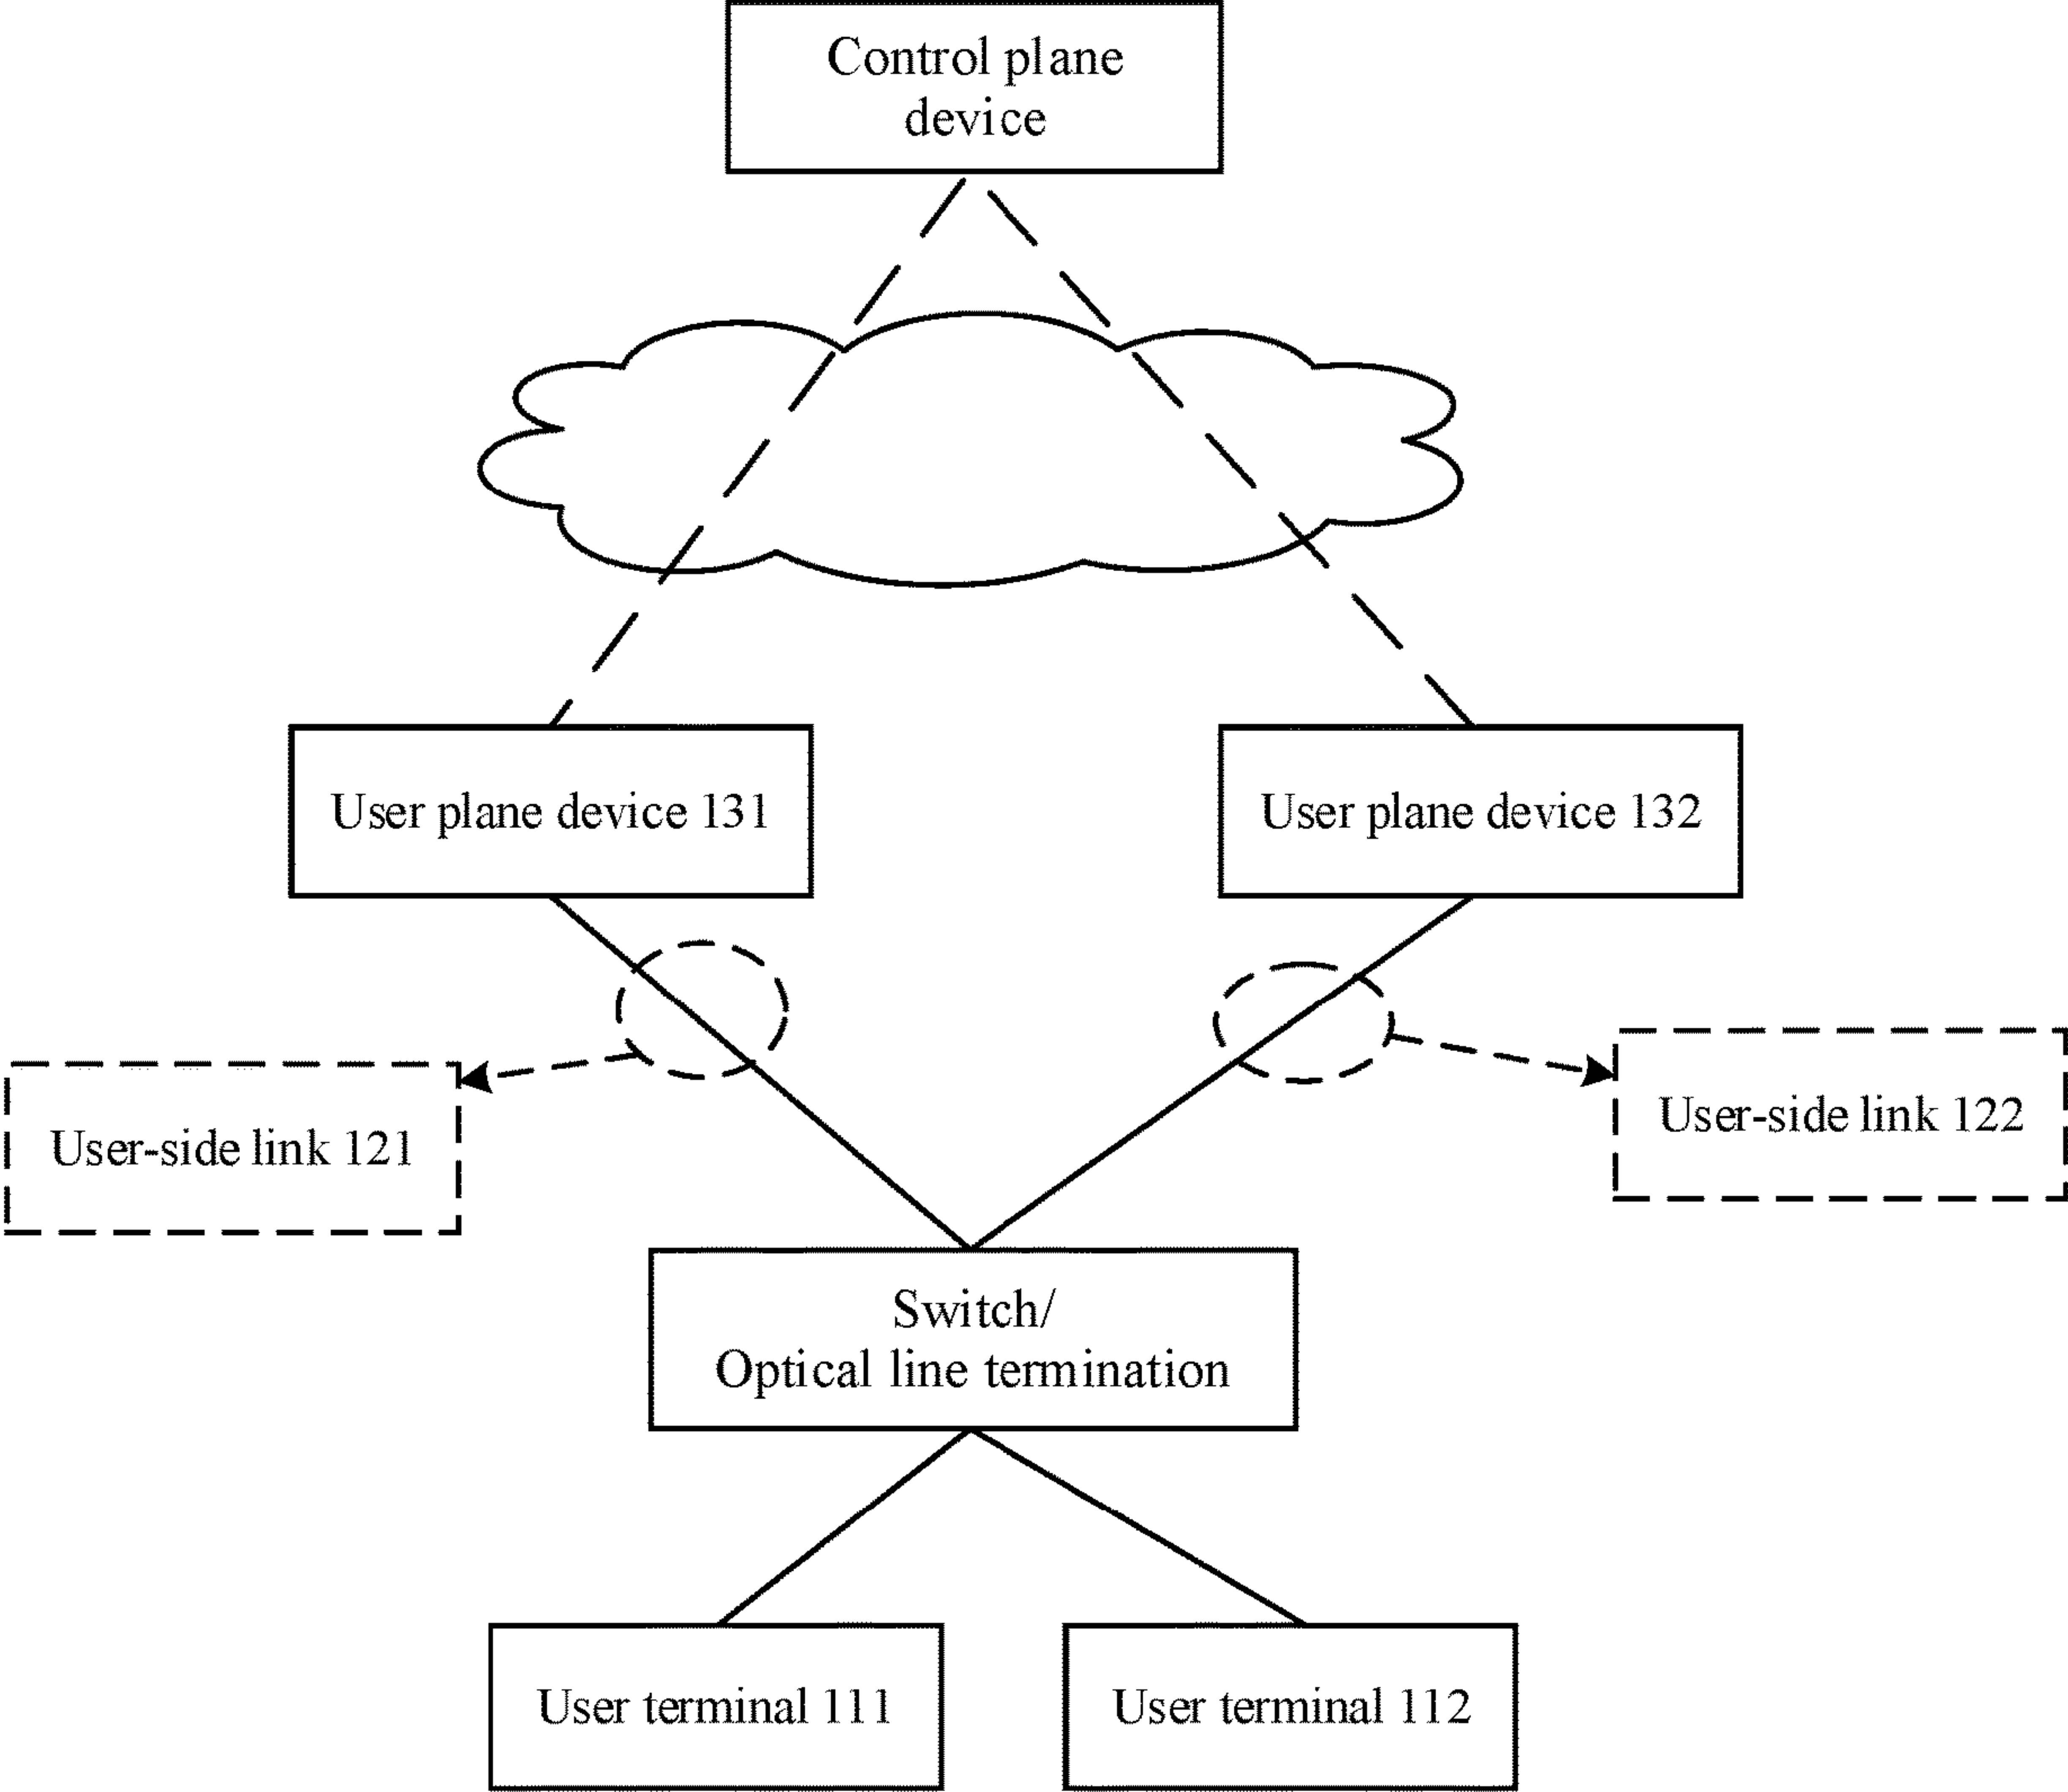 Control plane
device
User plane device 131
User plane device 132
User-side link 121
User-side link 122
Switch/
Optical line termination
User terminal 111
User terminal 112